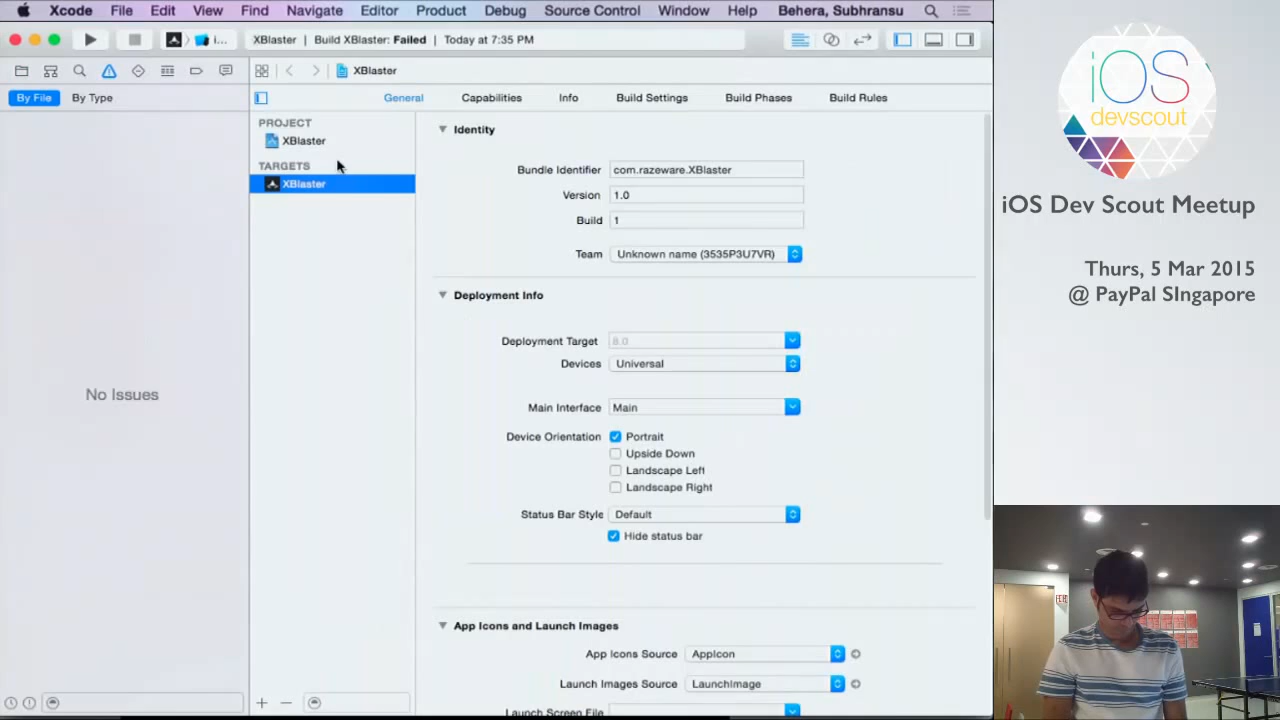 Xcode File Edit View Find Navigate Editor Product Debug Source Control Window Help Behera, Subhransu
i... XBlaster Build XBlaster: Failed Today at 7:35 PM
XBlaster
By File By Type
General Capabilities Info Build Settings Build Phases Build Rules
PROJECT
XBlaster
TARGETS
XBlaster
No Issues
Identity
Bundle Identifier com.razeware.XBlaster
Version 1.0
Build 1
Team Unknown name (3535P3U7VR)
Deployment Info
Deployment Target 8.0
Devices Universal
Main Interface Main
Device Orientation Portrait
Upside Down
Landscape Left
Landscape Right
Status Bar Style Default
Hide status bar
App Icons and Launch Images
App Icons Source AppIcon
Launch Images Source LaunchImage
Launch Screen File
iOS
devscout
iOS Dev Scout Meetup
Thurs, 5 Mar 2015
@ PayPal SIngapore